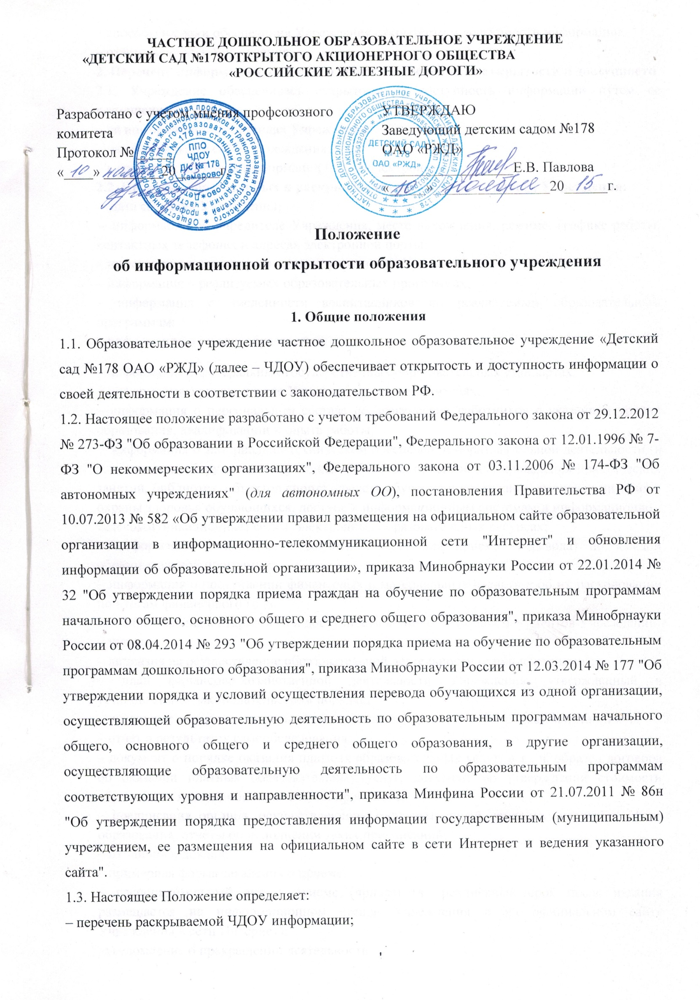 ЧАСТНОЕ ДОШКОЛЬНОЕ ОБРАЗОВАТЕЛЬНОЕ УЧРЕЖДЕНИЕ
«ДЕТСКИЙ САД №178ОТКРЫТОГО АКЦИОНЕРНОГО ОБЩЕСТВА
«РОССИЙСКИЕ ЖЕЛЕЗНЫЕ ДОРОГИ»
Разработано с учетом мнения профсоюзного
комитета
Протокол №
«10» ноября 20 15 г.
ППО
ЧДОУ
Д/с № 178
Кемерово
УТВЕРЖДАЮ
Заведующий детским садом №178
ОАО «РЖД»
Е.В. Павлова
«10» ноября 20 15 г.
ДЕТСКИЙ САД
№ 178
ОАО «РЖД»
Положение
об информационной открытости образовательного учреждения
1. Общие положения
1.1. Образовательное учреждение частное дошкольное образовательное учреждение «Детский
сад №178 ОАО «РЖД» (далее – ЧДОУ) обеспечивает открытость и доступность информации о
своей деятельности в соответствии с законодательством РФ.
1.2. Настоящее положение разработано с учетом требований Федерального закона от 29.12.2012
№ 273-ФЗ "Об образовании в Российской Федерации", Федерального закона от 12.01.1996 № 7-
ФЗ "О некоммерческих организациях", Федерального закона от 03.11.2006 № 174-ФЗ "Об
автономных учреждениях" (для автономных ОО), постановления Правительства РФ от
10.07.2013 № 582 «Об утверждении правил размещения на официальном сайте образовательной
организации в информационно-телекоммуникационной сети "Интернет" и обновления
информации об образовательной организации», приказа Минобрнауки России от 22.01.2014 №
32 "Об утверждении порядка приема граждан на обучение по образовательным программам
начального общего, основного общего и среднего общего образования", приказа Минобрнауки
России от 08.04.2014 № 293 "Об утверждении порядка приема на обучение по образовательным
программам дошкольного образования", приказа Минобрнауки России от 12.03.2014 № 177 "Об
утверждении порядка и условий осуществления перевода обучающихся из одной организации,
осуществляющей образовательную деятельность по образовательным программам начального
общего, основного общего и среднего общего образования, в другие организации,
осуществляющие образовательную деятельность по образовательным программам
соответствующих уровня и направленности", приказа Минфина России от 21.07.2011 № 86н
"Об утверждении порядка предоставления информации государственным (муниципальным)
учреждением, ее размещения на официальном сайте в сети Интернет и ведения указанного
сайта".
1.3. Настоящее Положение определяет:
– перечень раскрываемой ЧДОУ информации;